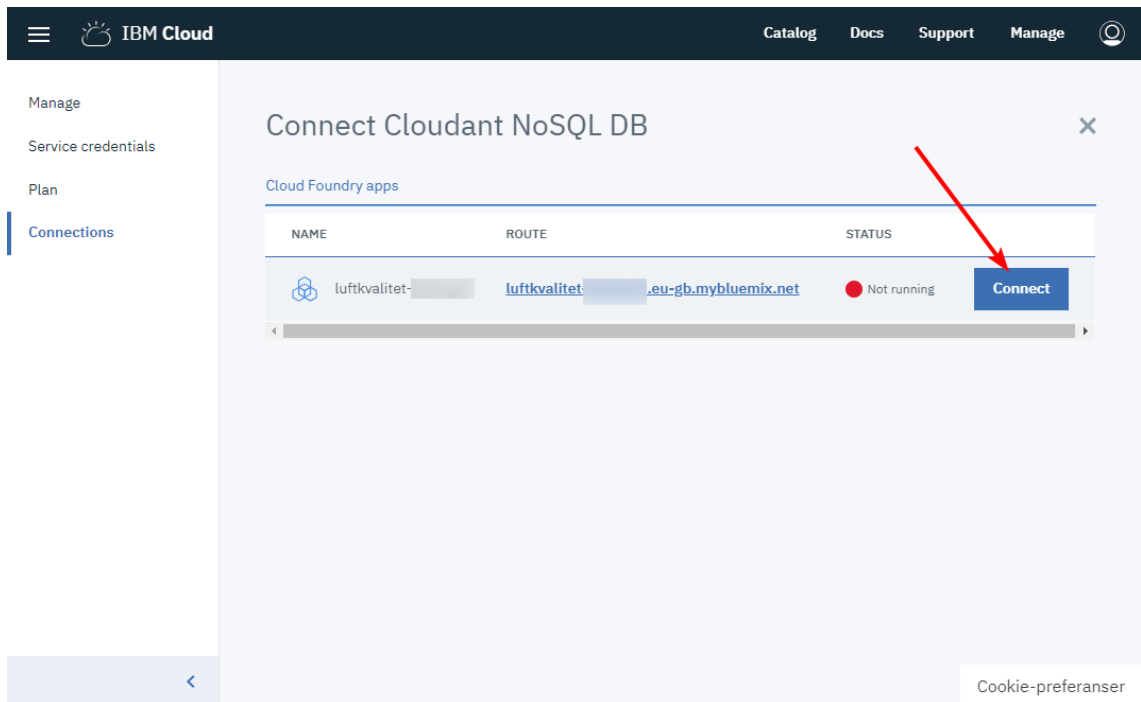 IBM Cloud Catalog Docs Support Manage
Manage
Service credentials
Plan
Connections
Connect Cloudant NoSQL DB
Cloud Foundry apps
NAME ROUTE STATUS
luftkvalitet- luftkvalitet- .eu-gb.mybluemix.net Not running Connect
Cookie-preferanser